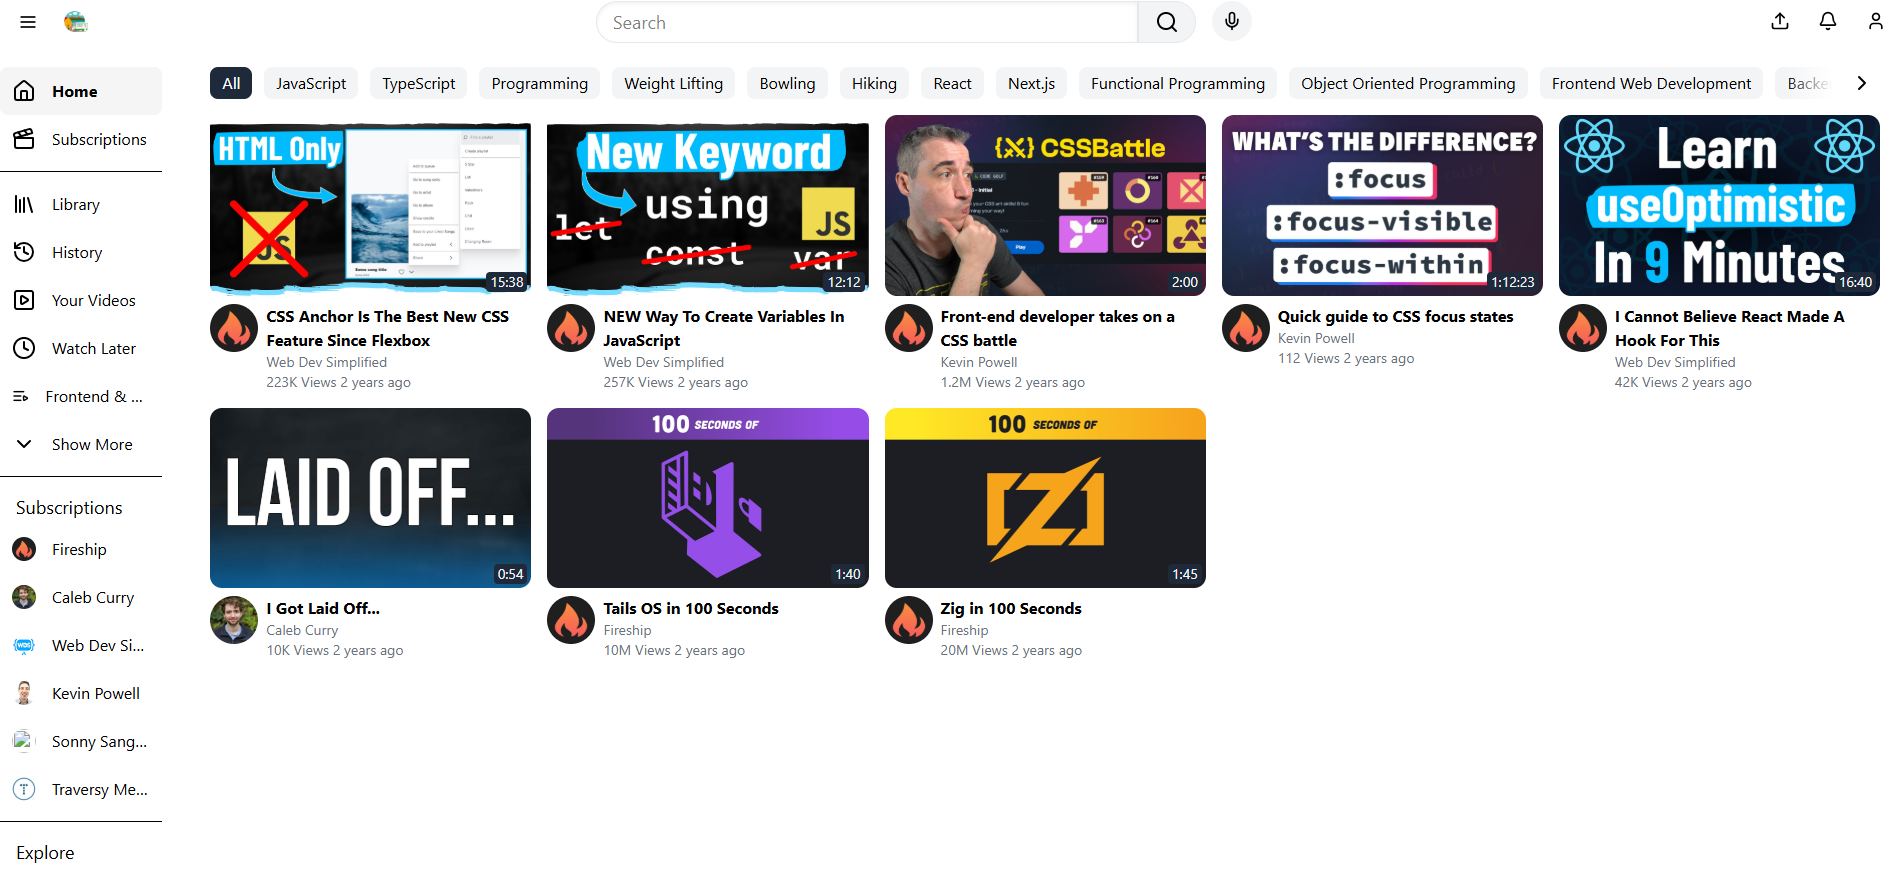 Search
Home
Subscriptions
Library
History
Your Videos
Watch Later
Frontend & ...
Show More
Subscriptions
Fireship
Caleb Curry
Web Dev Si...
Kevin Powell
Sonny Sang...
Traversy Me...
Explore
All JavaScript TypeScript Programming Weight Lifting Bowling Hiking React Next.js Functional Programming Object Oriented Programming Frontend Web Development Backe
HTML Only
JS
15:38
CSS Anchor Is The Best New CSS
Feature Since Flexbox
Web Dev Simplified
223K Views 2 years ago
New Keyword
let
using
const
var
JS
12:12
NEW Way To Create Variables In
JavaScript
Web Dev Simplified
257K Views 2 years ago
CSSBattle
Play
2:00
Front-end developer takes on a
CSS battle
Kevin Powell
1.2M Views 2 years ago
WHAT'S THE DIFFERENCE?
:focus
:focus-visible
:focus-within
1:12:23
Quick guide to CSS focus states
Kevin Powell
112 Views 2 years ago
Learn
useOptimistic
In 9 Minutes
16:40
I Cannot Believe React Made A
Hook For This
Web Dev Simplified
42K Views 2 years ago
LAID OFF...
0:54
I Got Laid Off...
Caleb Curry
10K Views 2 years ago
100 SECONDS OF
1:40
Tails OS in 100 Seconds
Fireship
10M Views 2 years ago
100 SECONDS OF
Z
1:45
Zig in 100 Seconds
Fireship
20M Views 2 years ago